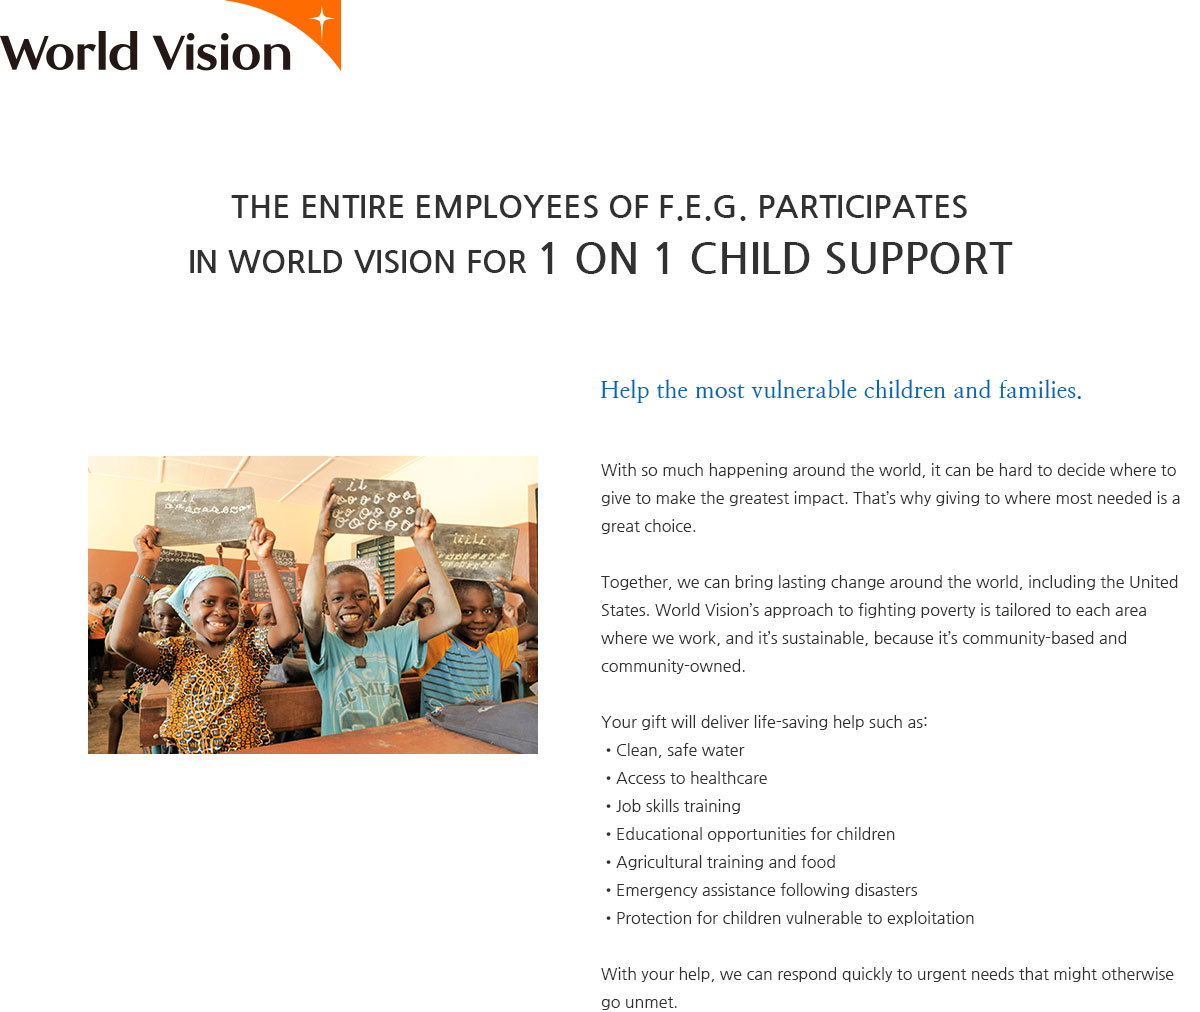 World Vision
THE ENTIRE EMPLOYEES OF F.E.G. PARTICIPATES
IN WORLD VISION FOR 1 ON 1 CHILD SUPPORT
Help the most vulnerable children and families.
With so much happening around the world, it can be hard to decide where to
give to make the greatest impact. That's why giving to where most needed is a
great choice.
Together, we can bring lasting change around the world, including the United
States. World Vision's approach to fighting poverty is tailored to each area
where we work, and it's sustainable, because it's community-based and
community-owned.
Your gift will deliver life-saving help such as:
• Clean, safe water
• Access to healthcare
• Job skills training
• Educational opportunities for children
• Agricultural training and food
• Emergency assistance following disasters
• Protection for children vulnerable to exploitation
With your help, we can respond quickly to urgent needs that might otherwise
go unmet.